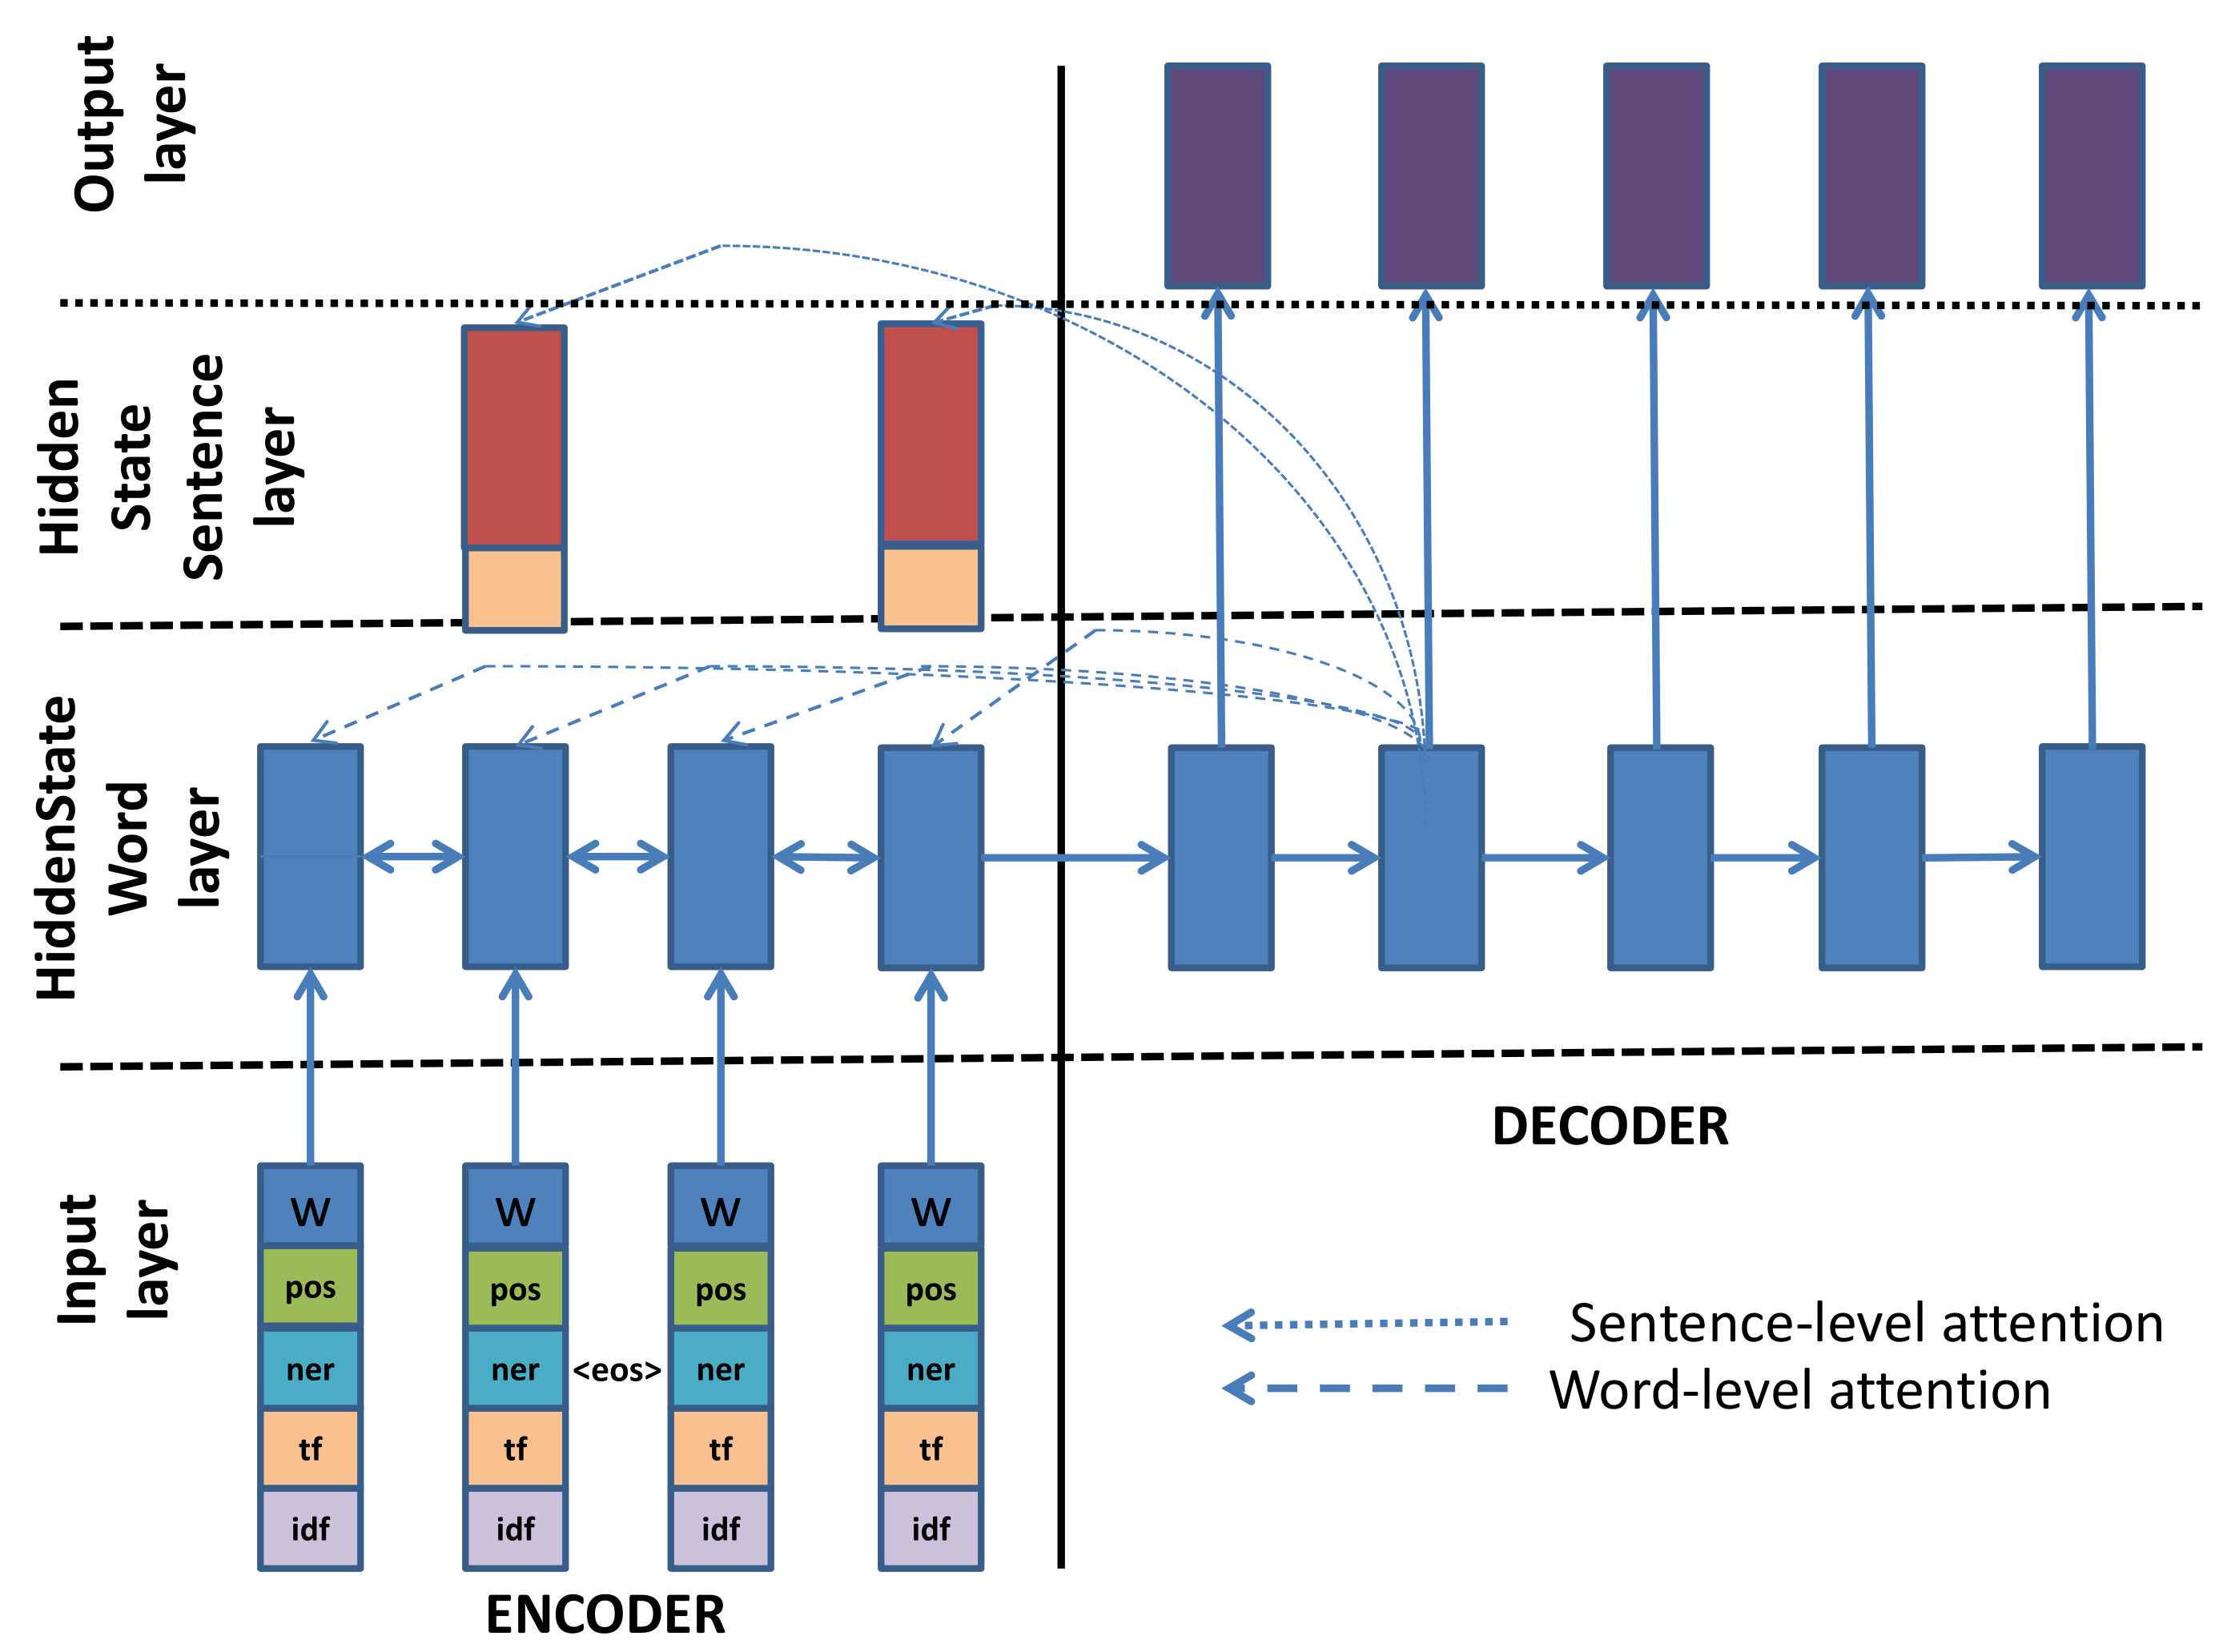 Output
layer
Hidden
State
Sentence
layer
HiddenState
Word
layer
Input
layer
W
pos
ner
tf
idf
W
pos
ner
tf
idf
<eos>
W
pos
ner
tf
idf
W
pos
ner
tf
idf
ENCODER
DECODER
Sentence-level attention
Word-level attention